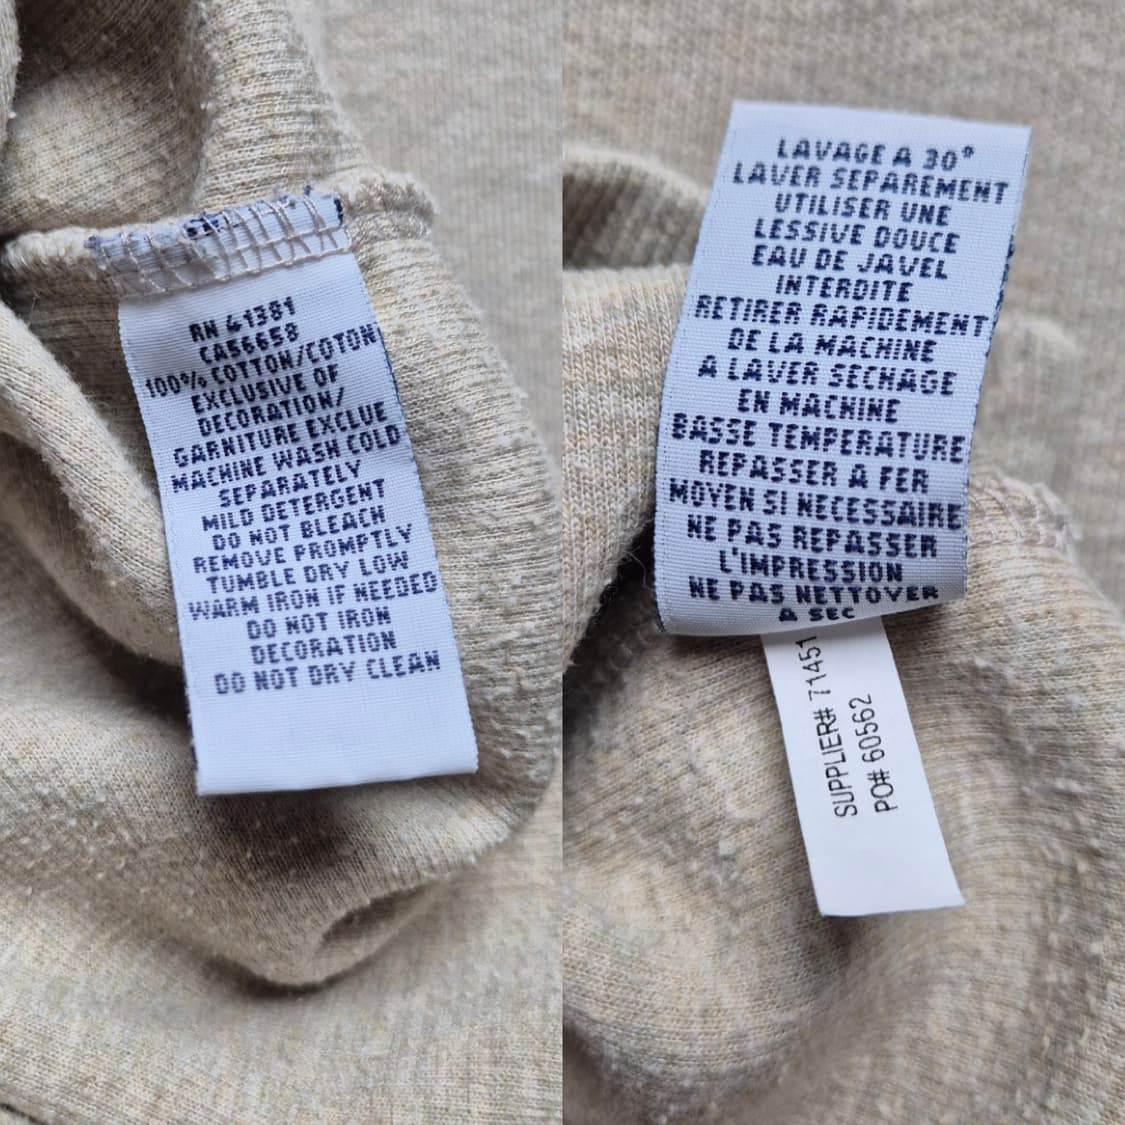 RN 41381
CA56658
100% COTTON/COTON
EXCLUSIVE OF
DECORATION/
GARNITURE EXCLUE
MACHINE WASH COLD
SEPARATELY
MILD DETERGENT
DO NOT BLEACH
REMOVE PROMPTLY
TUMBLE DRY LOW
WARM IRON IF NEEDED
DO NOT IRON
DECORATION
DO NOT DRY CLEAN
LAVAGE A 30°
LAVER SEPAREMENT
UTILISER UNE
LESSIVE DOUCE
EAU DE JAVEL
INTERDITE
RETIRER RAPIDEMENT
DE LA MACHINE
A LAVER SECHAGE
EN MACHINE
BASSE TEMPERATURE
REPASSER A FER
MOYEN SI NECESSAIRE
NE PAS REPASSER
L'IMPRESSION
NE PAS NETTOYER
A SEC
SUPPLIER# 71451
PO# 60562